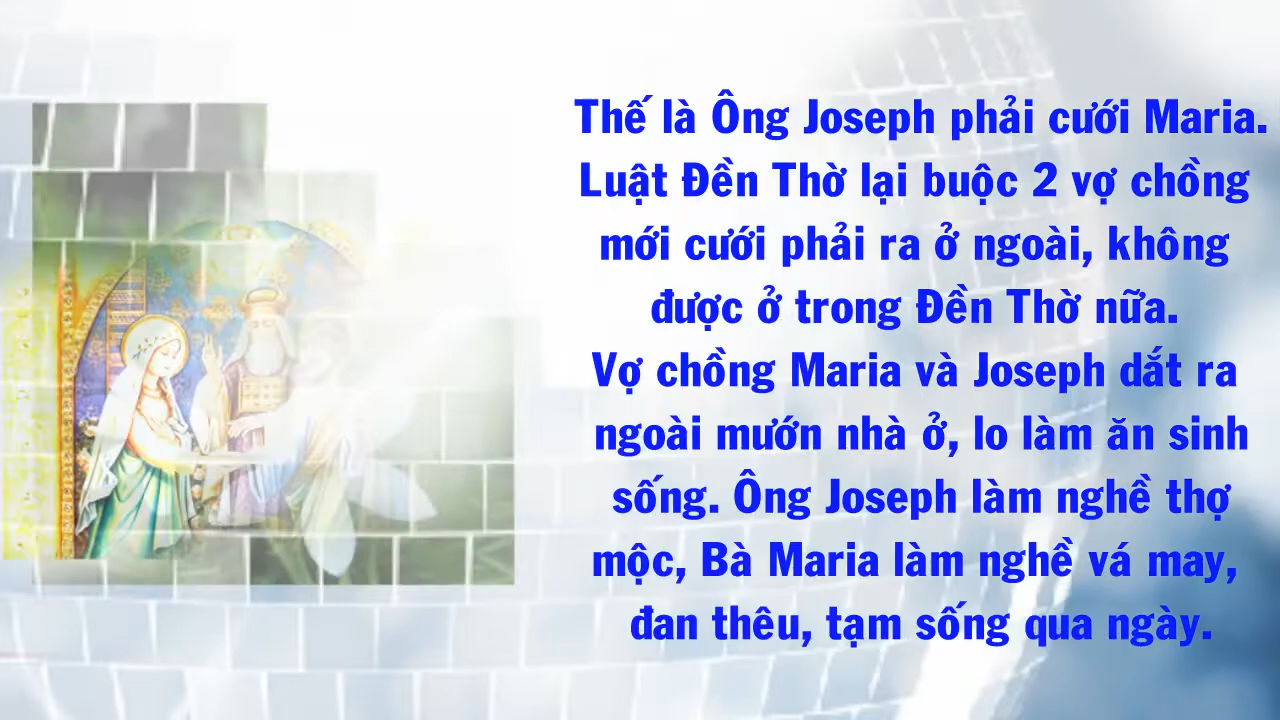 Thế là Ông Joseph phải cưới Maria.
Luật Đền Thờ lại buộc 2 vợ chồng
mới cưới phải ra ở ngoài, không
được ở trong Đền Thờ nữa.
Vợ chồng Maria và Joseph dắt ra
ngoài mướn nhà ở, lo làm ăn sinh
sống. Ông Joseph làm nghề thợ
mộc, Bà Maria làm nghề vá may,
đan thêu, tạm sống qua ngày.